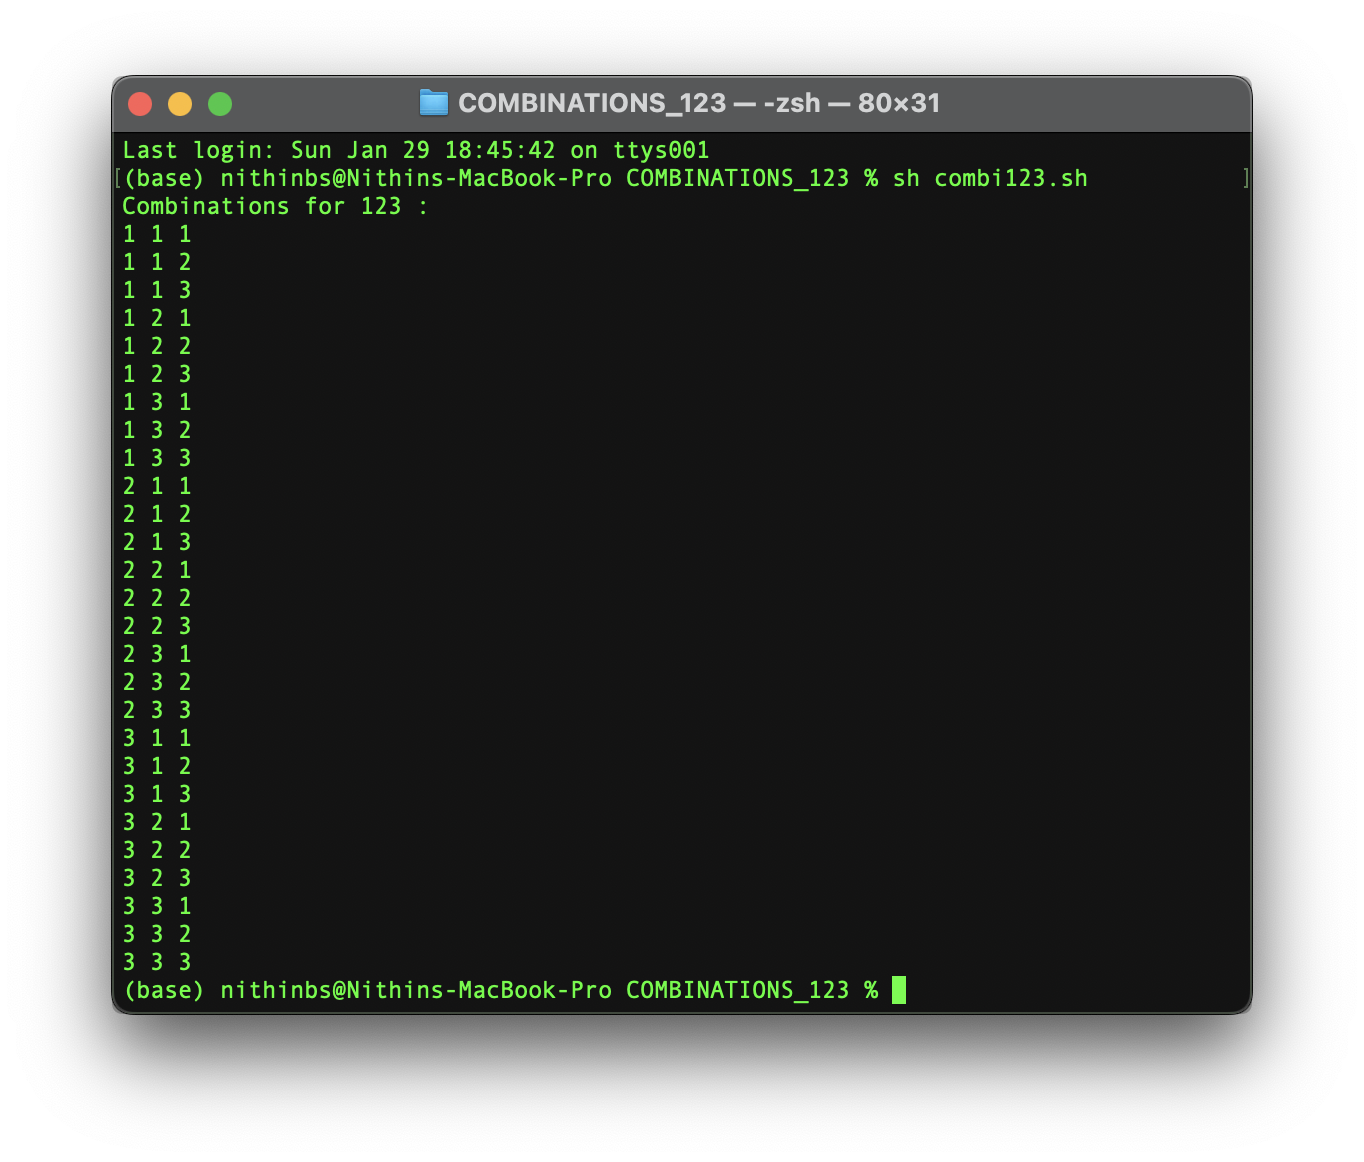 COMBINATIONS_123 — -zsh — 80×31
Last login: Sun Jan 29 18:45:42 on ttys001
[(base) nithinbs@Nithins-MacBook-Pro COMBINATIONS_123 % sh combi123.sh ]
Combinations for 123 :
1 1 1
1 1 2
1 1 3
1 2 1
1 2 2
1 2 3
1 3 1
1 3 2
1 3 3
2 1 1
2 1 2
2 1 3
2 2 1
2 2 2
2 2 3
2 3 1
2 3 2
2 3 3
3 1 1
3 1 2
3 1 3
3 2 1
3 2 2
3 2 3
3 3 1
3 3 2
3 3 3
(base) nithinbs@Nithins-MacBook-Pro COMBINATIONS_123 %